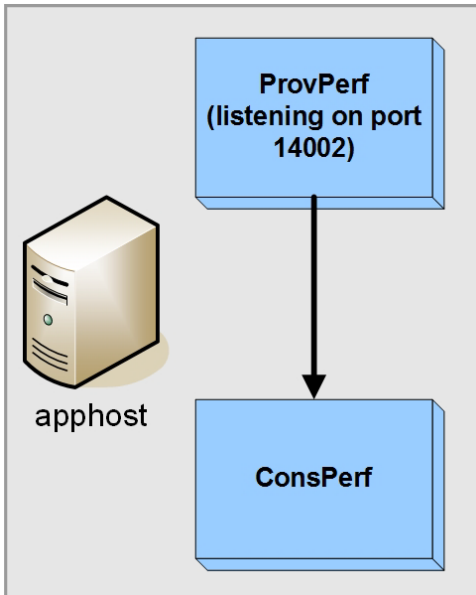 ProvPerf
(listening on port
14002)
apphost
ConsPerf